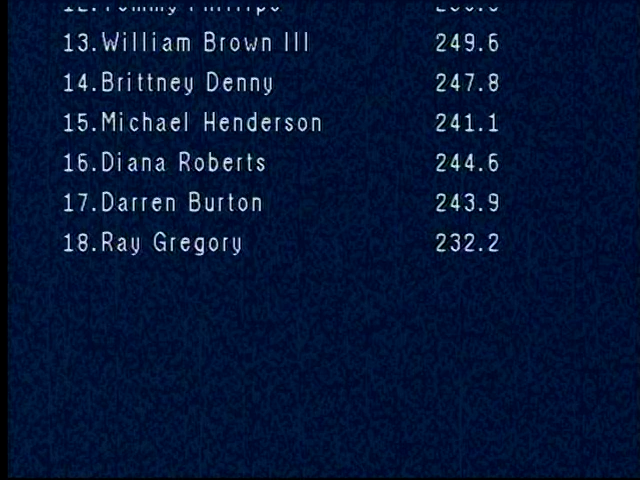 13.William Brown III 249.6
14.Brittney Denny 247.8
15.Michael Henderson 241.1
16.Diana Roberts 244.6
17.Darren Burton 243.9
18.Ray Gregory 232.2